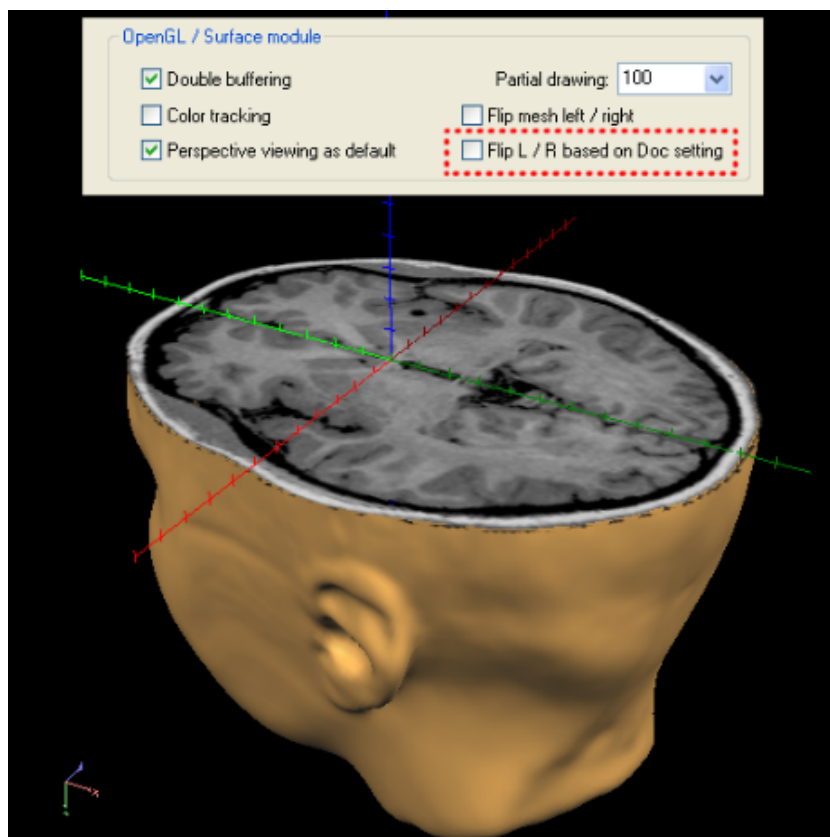 OpenGL / Surface module
Double buffering
Partial drawing: 100
Color tracking
Flip mesh left / right
Perspective viewing as default
Flip L / R based on Doc setting
x